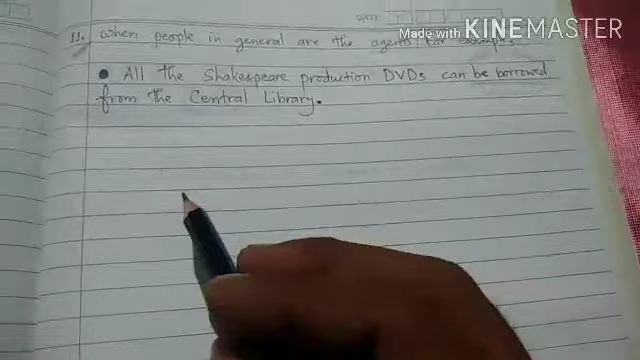 DATE
Made with KINEMASTER
11. When people in general are the agents for example
• All the Shakespeare production DVDs can be borrowed
from the Central Library.